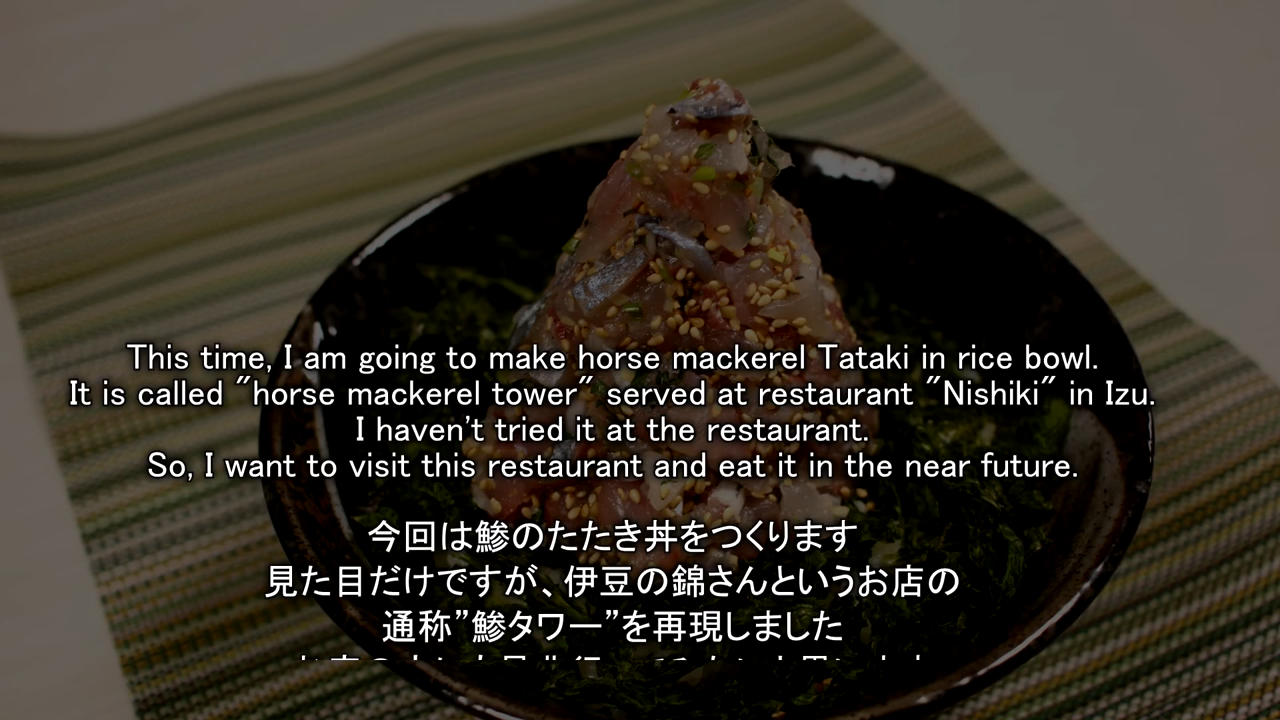 This time, I am going to make horse mackerel Tataki in rice bowl.
It is called "horse mackerel tower" served at restaurant "Nishiki" in Izu.
I haven't tried it at the restaurant.
So, I want to visit this restaurant and eat it in the near future.
今回は鯵のたたき丼をつくります
見た目だけですが、伊豆の錦さんというお店の
通称”鯵タワー”を再現しました